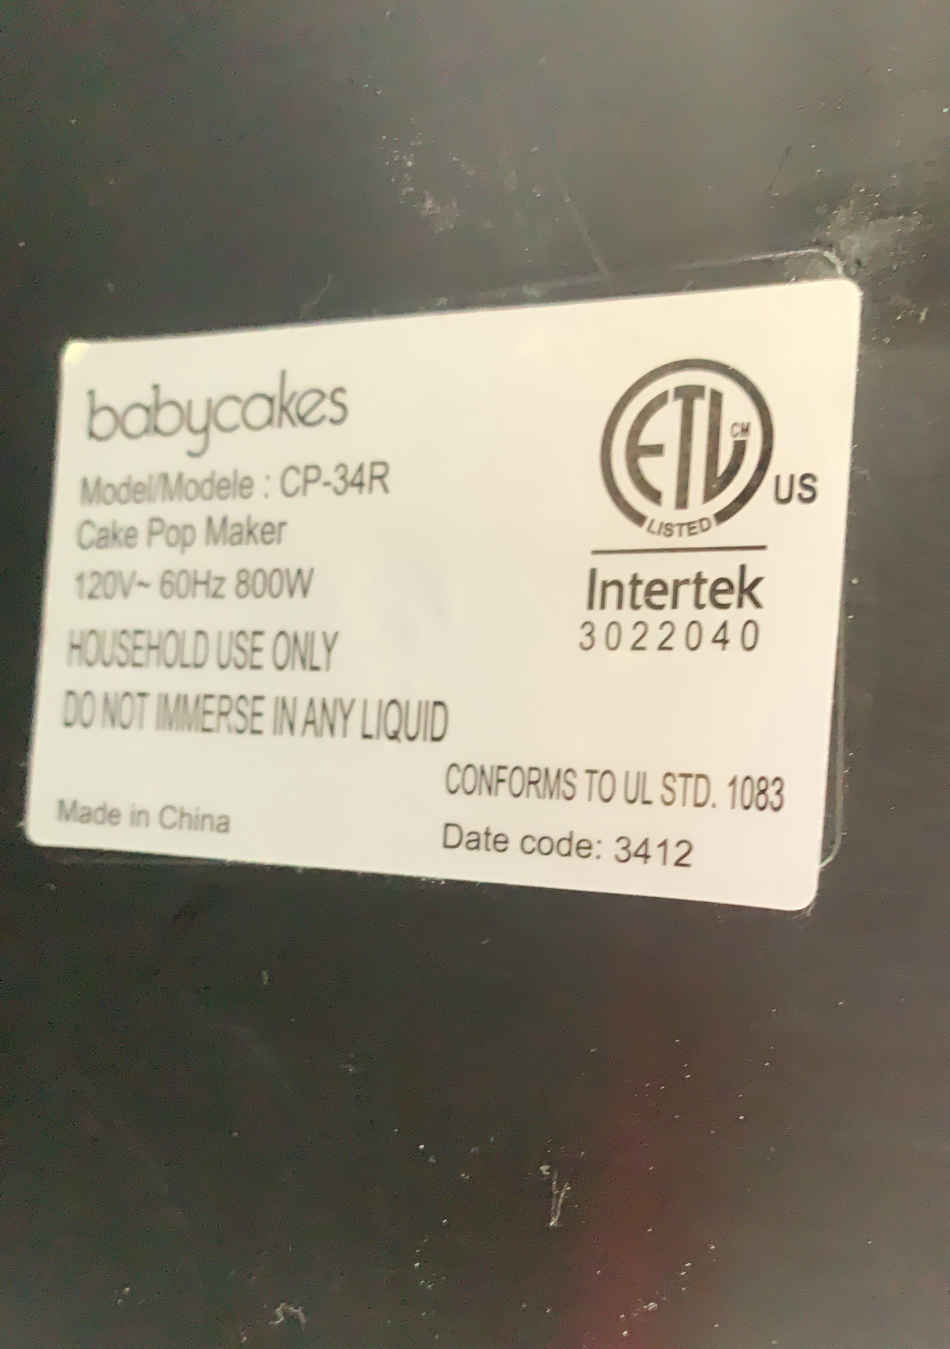 babycakes
Model/Modele : CP-34R
Cake Pop Maker
120V~ 60Hz 800W
HOUSEHOLD USE ONLY
DO NOT IMMERSE IN ANY LIQUID
Made in China
ETL CM
LISTED
US
Intertek
3022040
CONFORMS TO UL STD. 1083
Date code: 3412